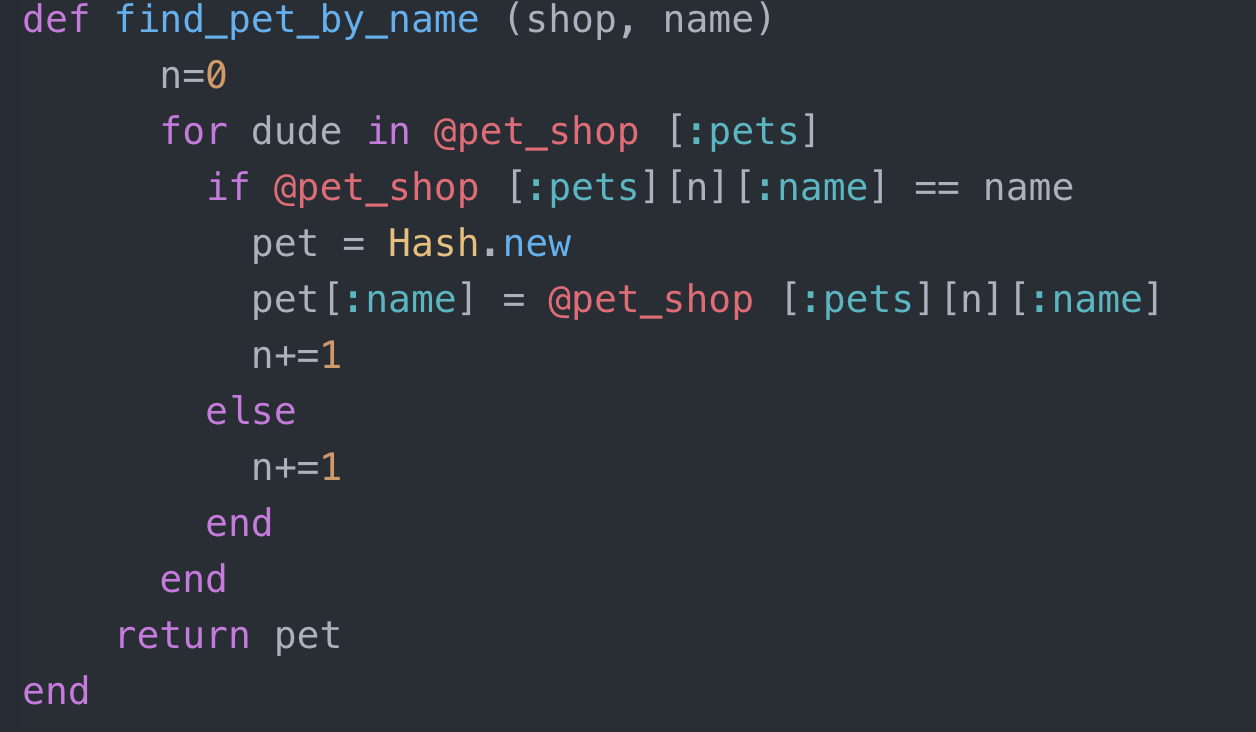 def find_pet_by_name (shop, name)
n=0
for dude in @pet_shop [:pets]
if @pet_shop [:pets][n][:name] == name
pet = Hash.new
pet[:name] = @pet_shop [:pets][n][:name]
n+=1
else
n+=1
end
end
return pet
end